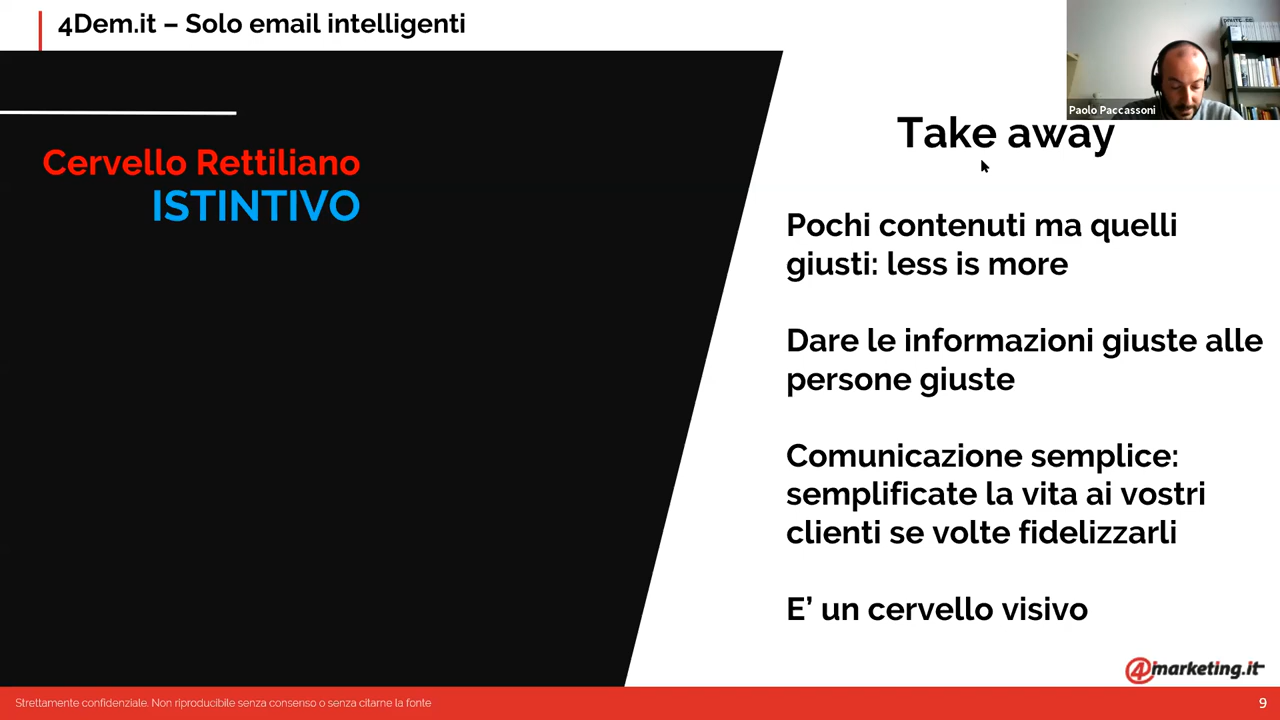 4Dem.it – Solo email intelligenti
Paolo Paccassoni
Cervello Rettiliano
ISTINTIVO
Take away
Pochi contenuti ma quelli
giusti: less is more
Dare le informazioni giuste alle
persone giuste
Comunicazione semplice:
semplificate la vita ai vostri
clienti se volte fidelizzarli
E’ un cervello visivo
4marketing.it
Strettamente confidenziale. Non riproducibile senza consenso o senza citarne la fonte
9